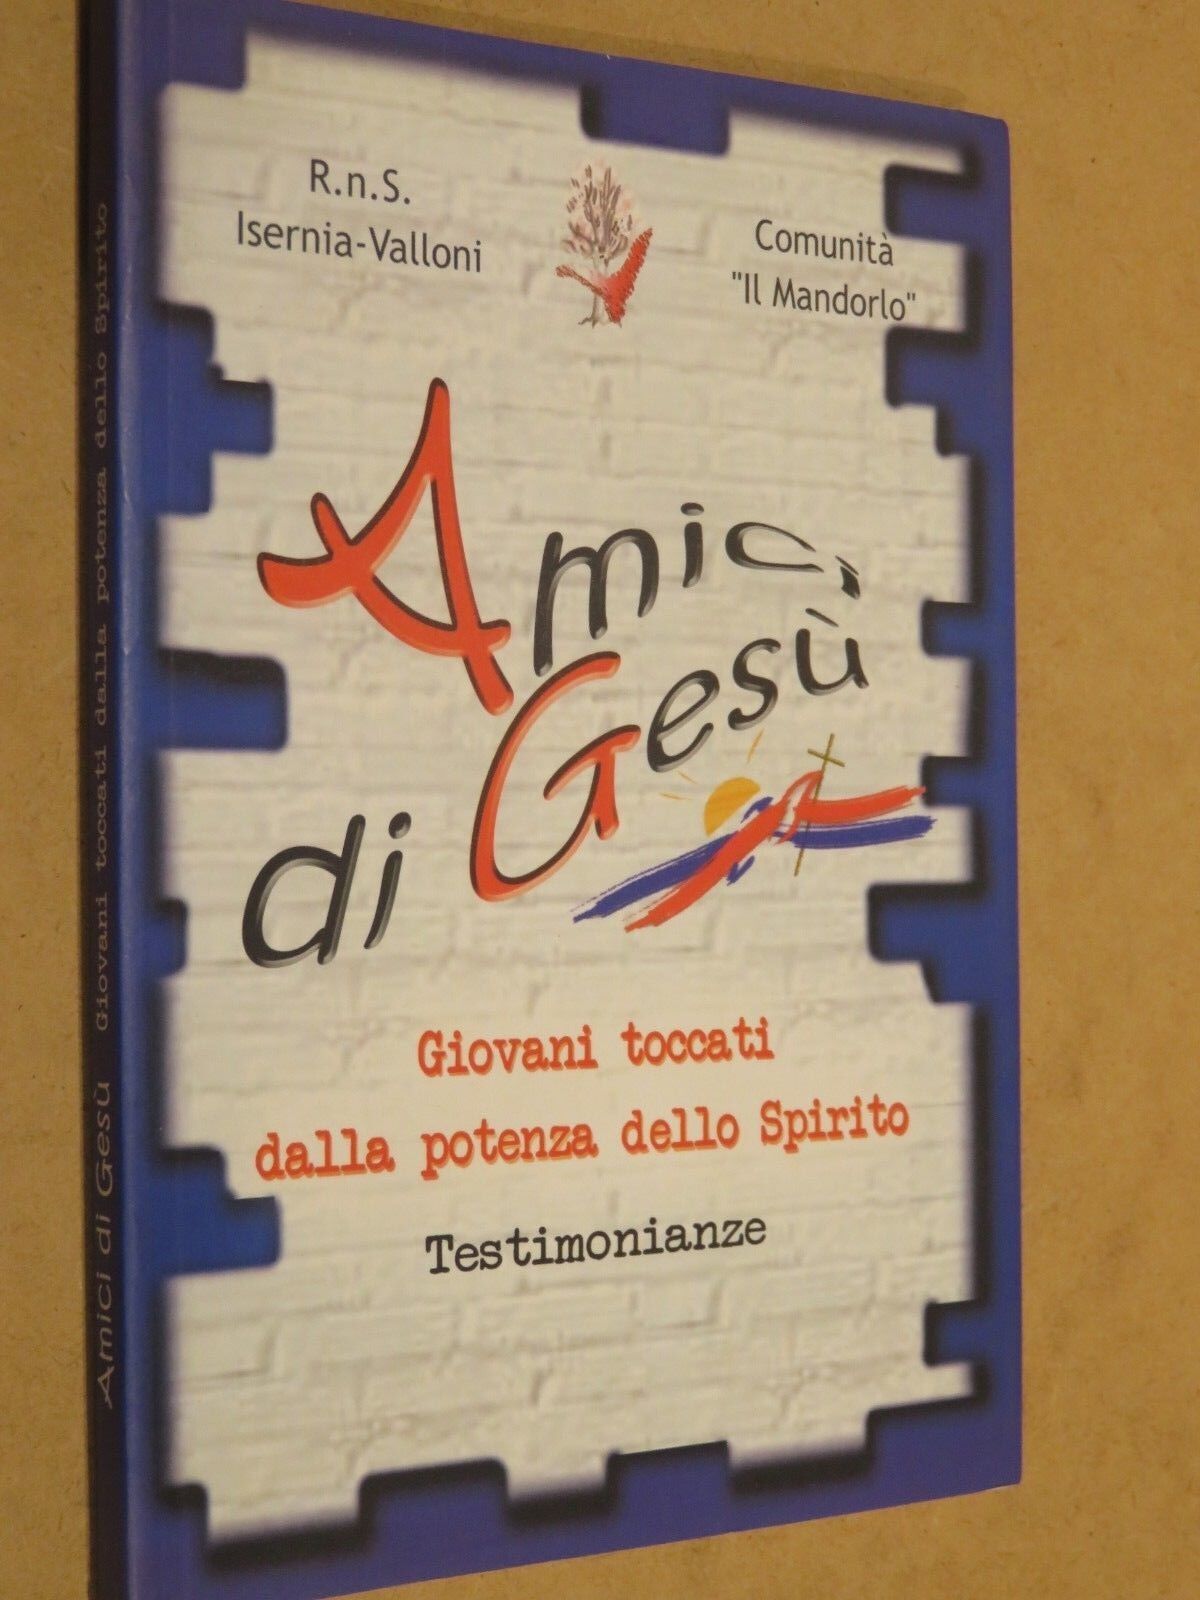 R.n.S.
Isernia-Valloni
Comunità
"Il Mandorlo"
Amici
di Gesù
Giovani toccati
dalla potenza dello Spirito
Testimonianze
Amici di Gesù Giovani toccati dalla potenza dello Spirito